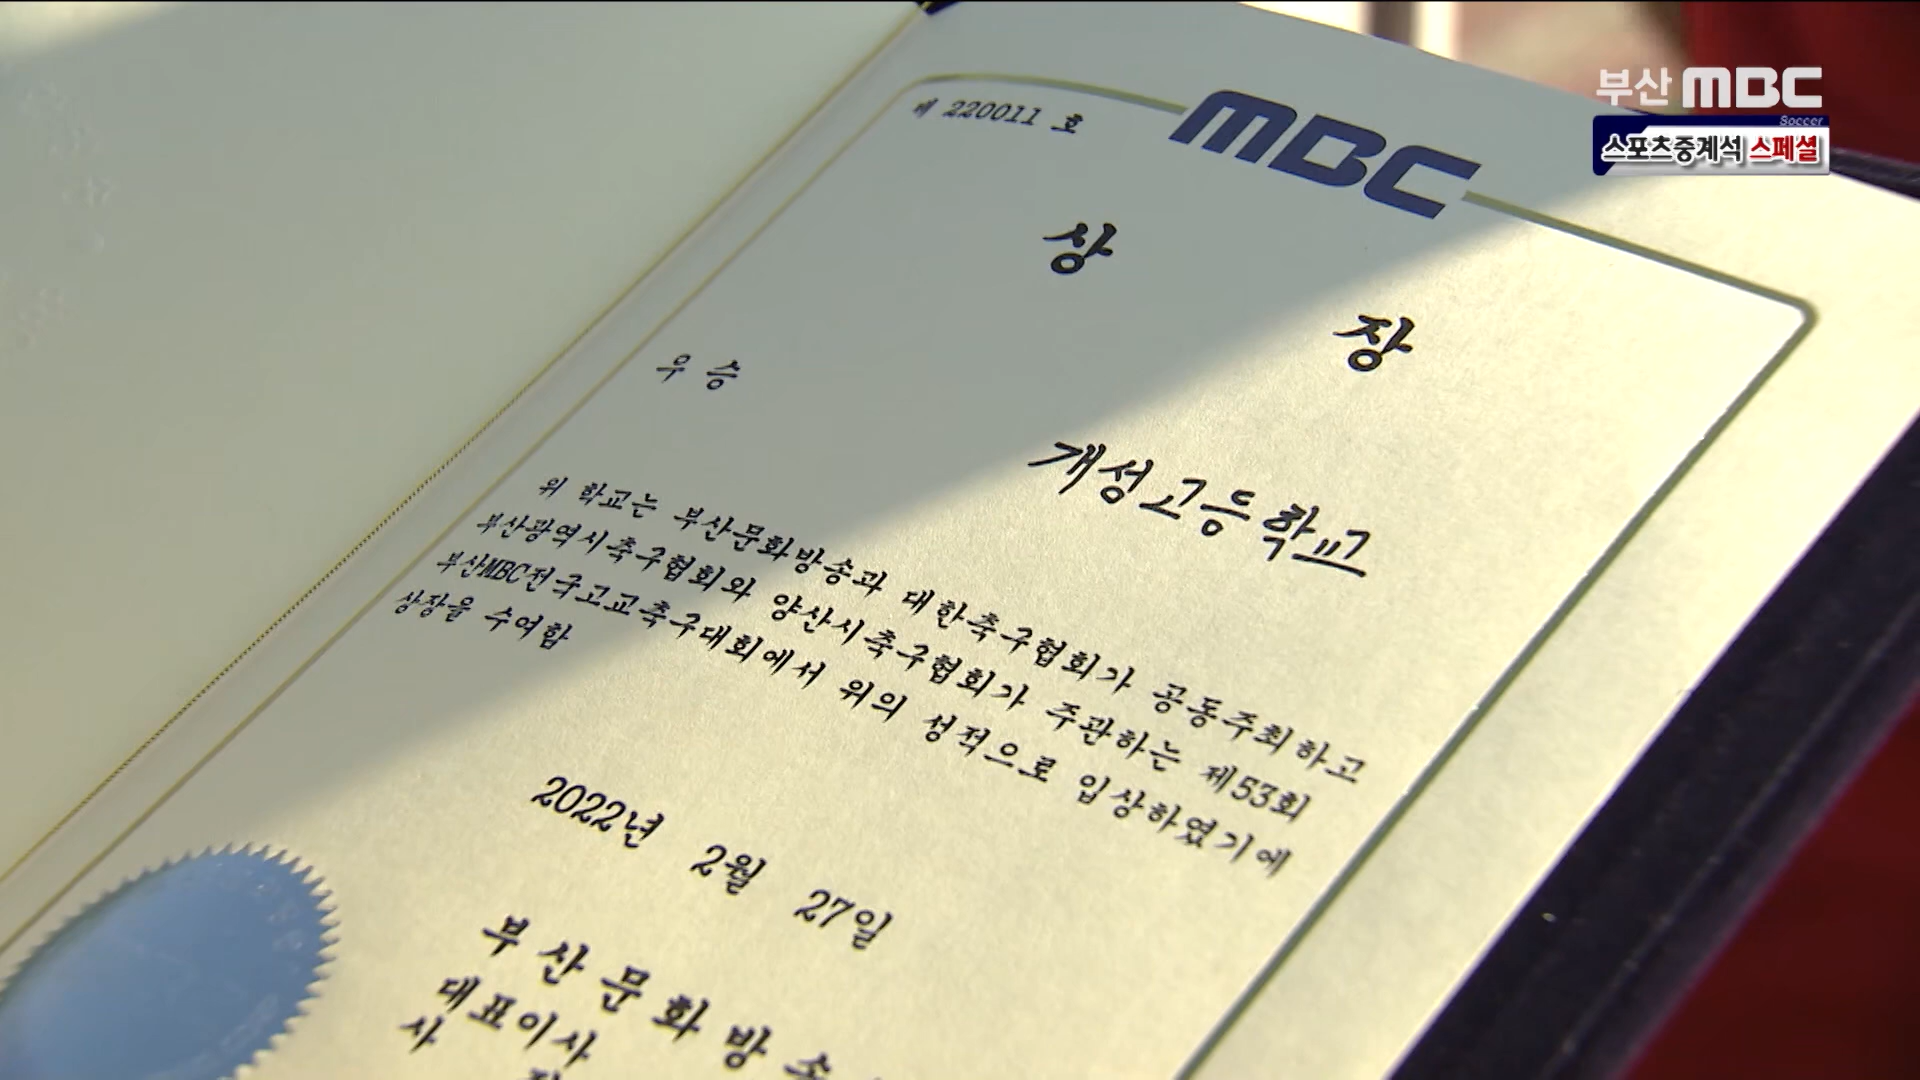 부산MBC
Soccer
스포츠중계석 스페셜
제 220011 호
MBC
상 장
우 승
개성고등학교
위 학교는 부산문화방송과 대한축구협회가 공동주최하고
부산광역시축구협회와 양산시축구협회가 주관하는 제53회
부산MBC전국고교축구대회에서 위의 성적으로 입상하였기에
상장을 수여함
2022년 2월 27일
부산문화방송
대표이사
사